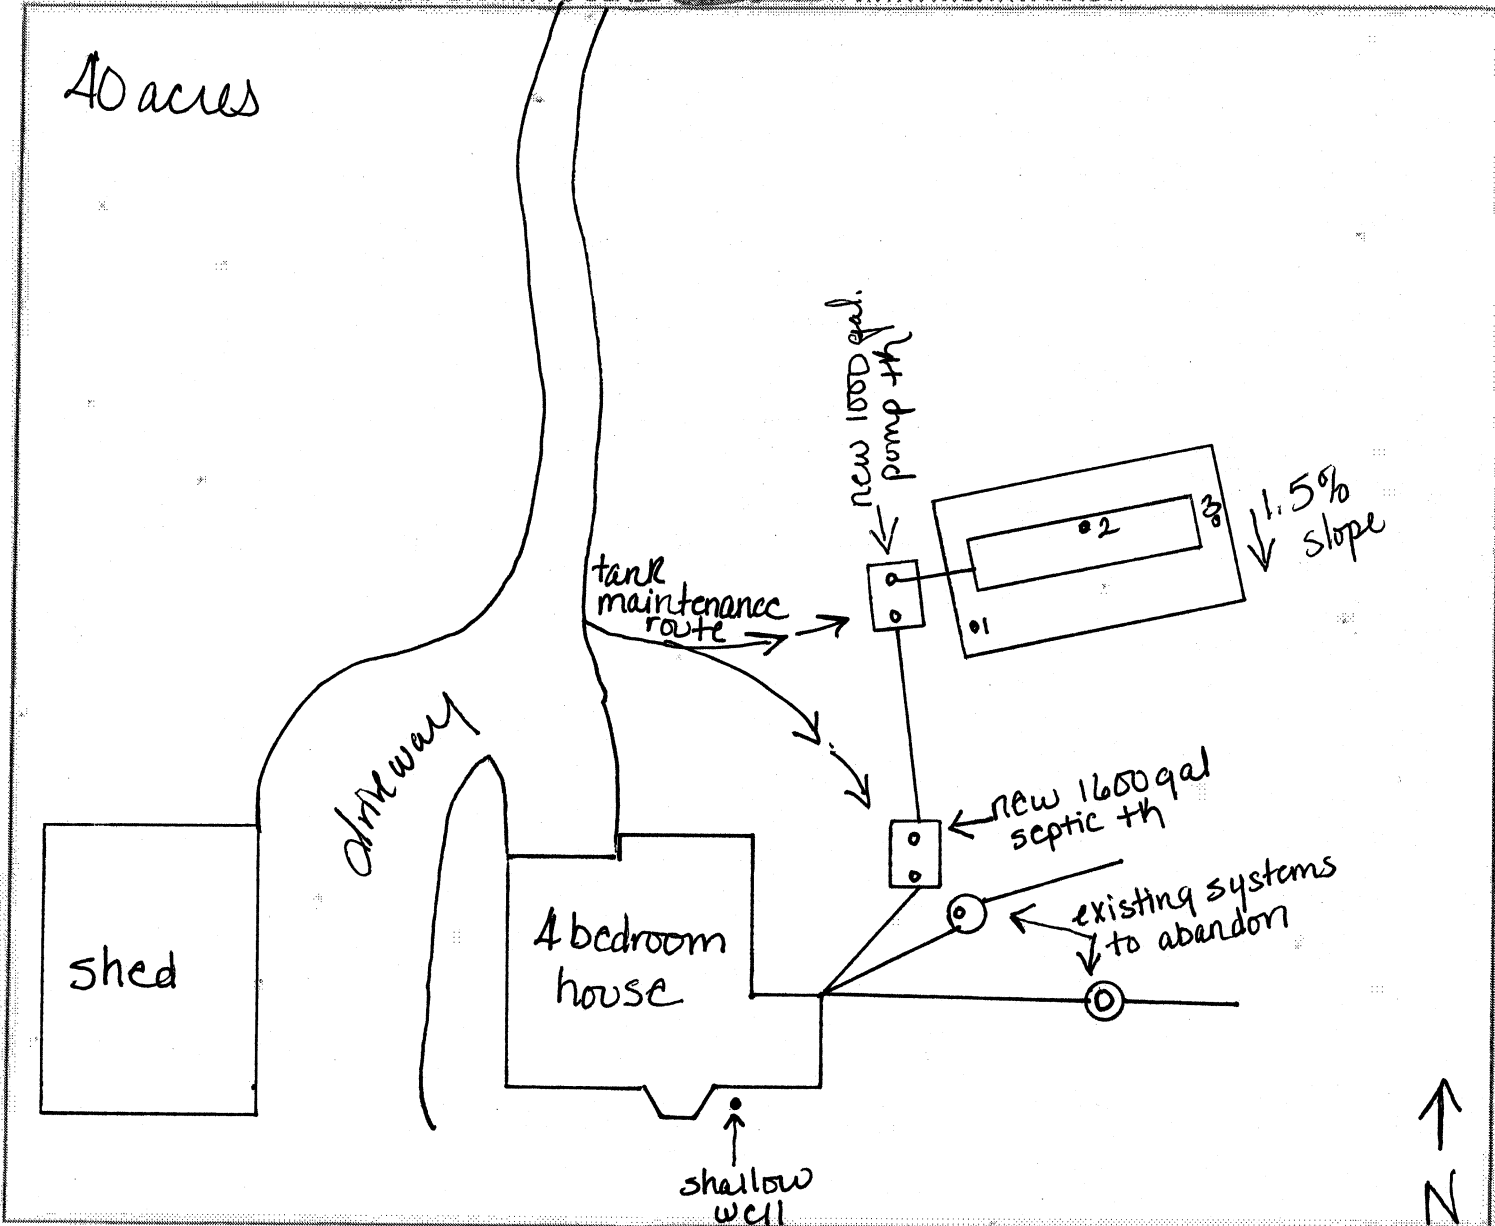 40 acres
new 1000 gal.
pump tk
1.5%
slope
2
3
1
tank
maintenance
route
driveway
new 1600 gal
septic tk
existing systems
to abandon
4 bedroom
house
shed
shallow
well
N